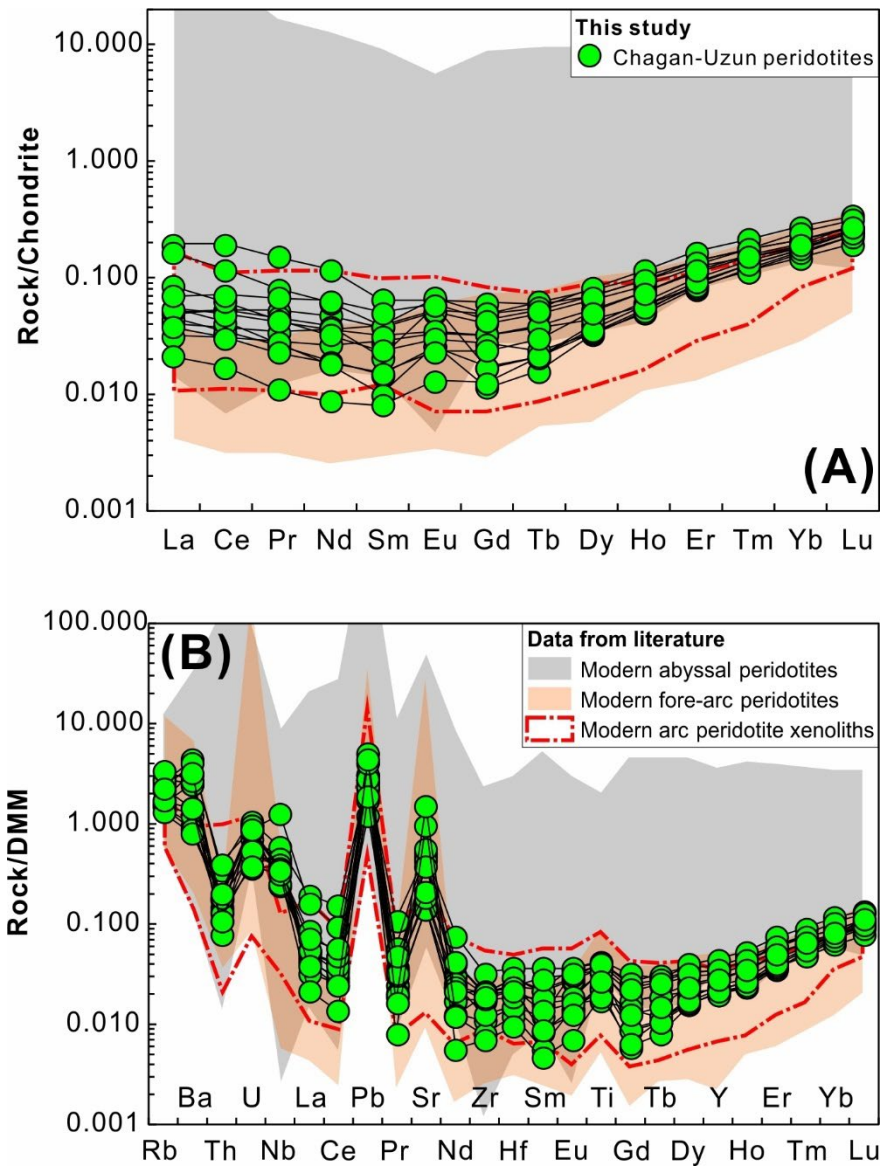 This study
Chagan-Uzun peridotites
10.000
1.000
0.100
0.010
0.001
Rock/Chondrite
(A)
La Ce Pr Nd Sm Eu Gd Tb Dy Ho Er Tm Yb Lu
(B)
Data from literature
Modern abyssal peridotites
Modern fore-arc peridotites
Modern arc peridotite xenoliths
100.000
10.000
1.000
0.100
0.010
0.001
Rock/DMM
Ba U La Pb Sr Zr Sm Ti Tb Y Er Yb
Rb Th Nb Ce Pr Nd Hf Eu Gd Dy Ho Tm Lu